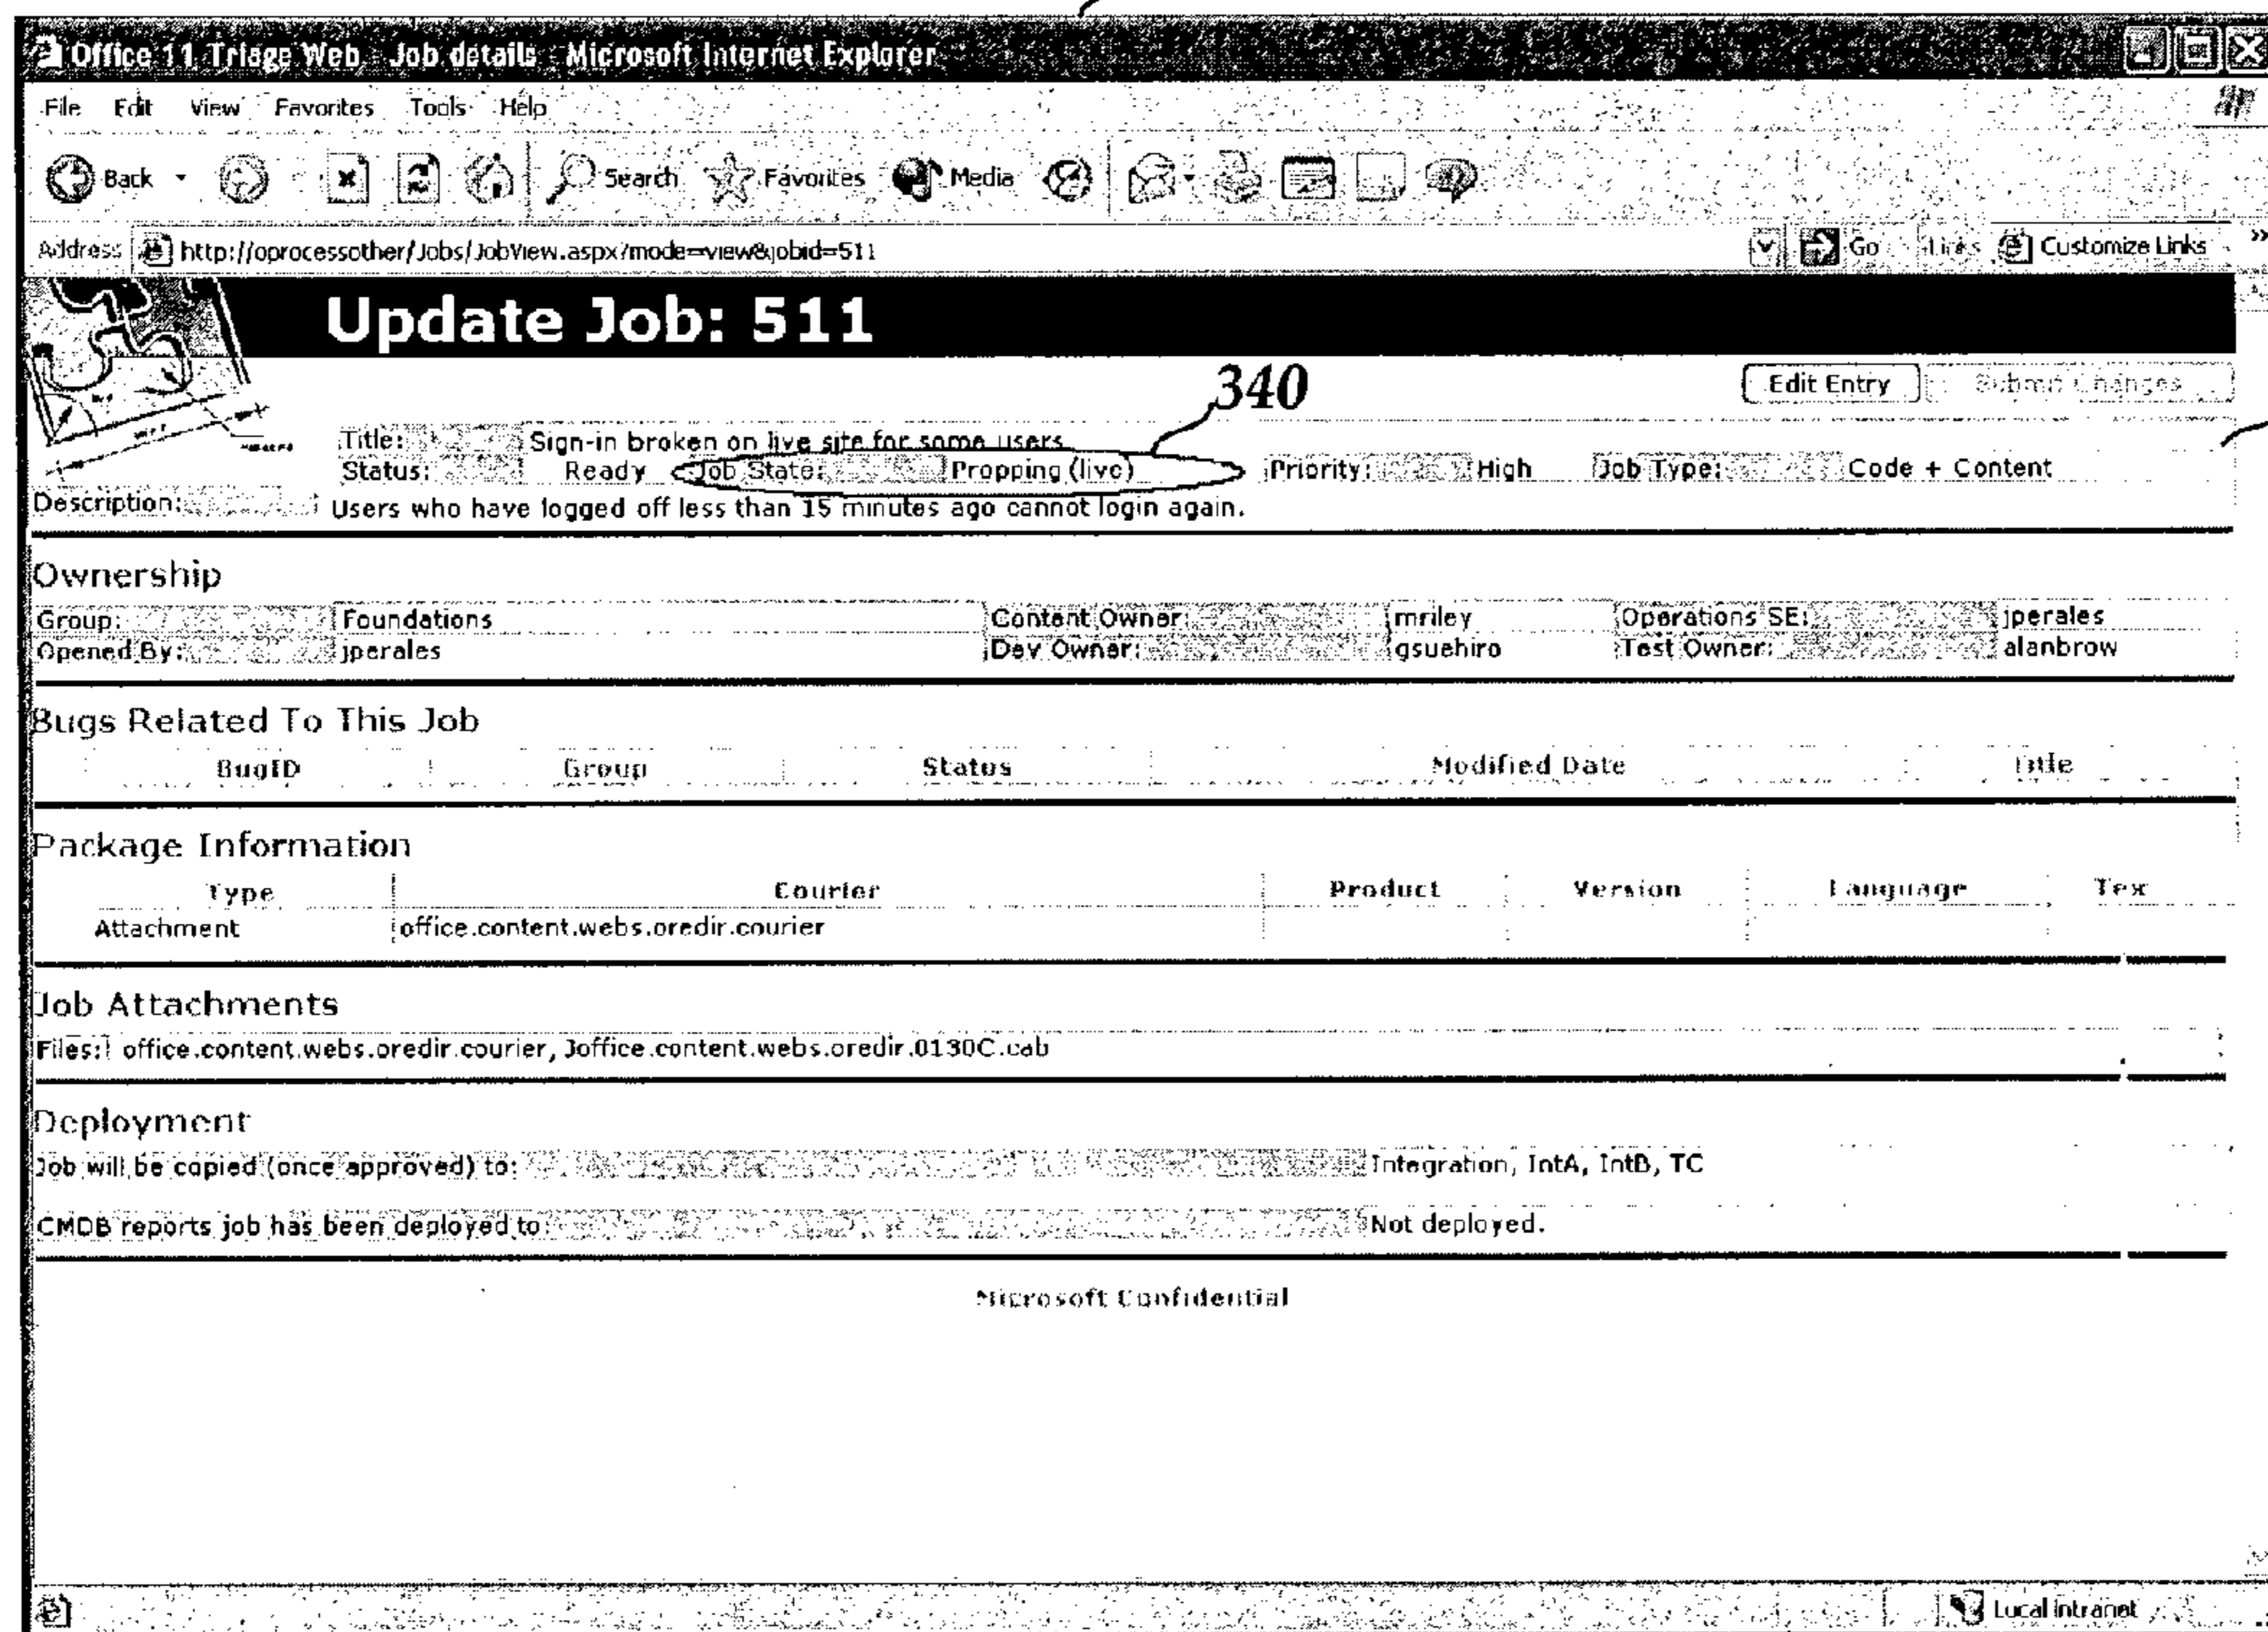 Office 11 Triage Web - Job details - Microsoft Internet Explorer
File Edit View Favorites Tools Help
Back Search Favorites Media
Address http://oprocessother/Jobs/JobView.aspx?mode=view&jobid=511 Go Links Customize Links »
Update Job: 511
340
Edit Entry Submit Changes
Title: Sign-in broken on live site for some users
Status: Ready Job State: Propping (live) Priority: High Job Type: Code + Content
Description: Users who have logged off less than 15 minutes ago cannot login again.
Ownership
Group: Foundations Content Owner: mriley Operations SE: jperales
Opened By: jperales Dev Owner: gsuehiro Test Owner: alanbrow
Bugs Related To This Job
BugID Group Status Modified Date Title
Package Information
Type Courier Product Version Language Tex
Attachment office.content.webs.oredir.courier
Job Attachments
Files: office.content.webs.oredir.courier, Joffice.content.webs.oredir.0130C.cab
Deployment
Job will be copied (once approved) to: Integration, IntA, IntB, TC
CMDB reports job has been deployed to: Not deployed.
Microsoft Confidential
Local intranet